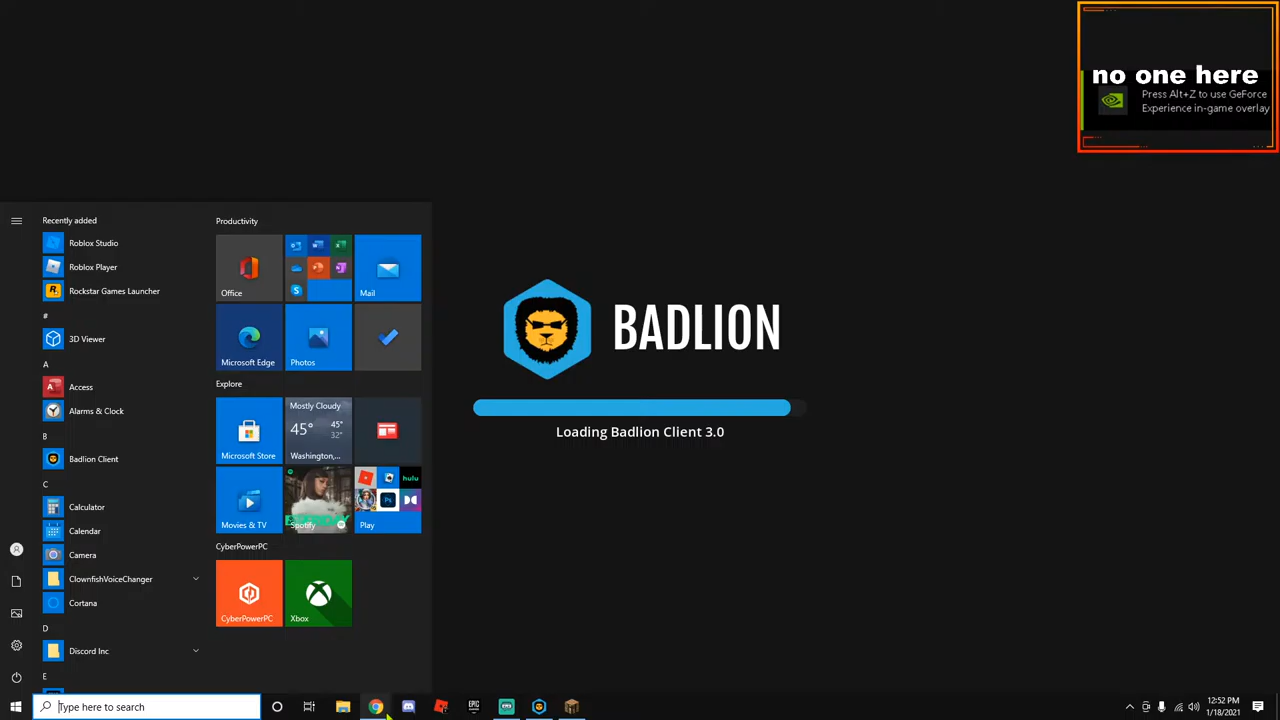 no one here
Press Alt+Z to use GeForce
Experience in-game overlay
Recently added
Roblox Studio
Roblox Player
Rockstar Games Launcher
#
3D Viewer
A
Access
Alarms & Clock
B
Badlion Client
C
Calculator
Calendar
Camera
ClownfishVoiceChanger
Cortana
D
Discord Inc
E
Productivity
Office
Mail
Microsoft Edge
Photos
Explore
Microsoft Store
Mostly Cloudy
45°
45°
32°
Washington,...
Movies & TV
Spotify
hulu
Ps
Play
CyberPowerPC
CyberPowerPC
Xbox
BADLION
Loading Badlion Client 3.0
Type here to search
EPIC
12:52 PM
1/18/2021